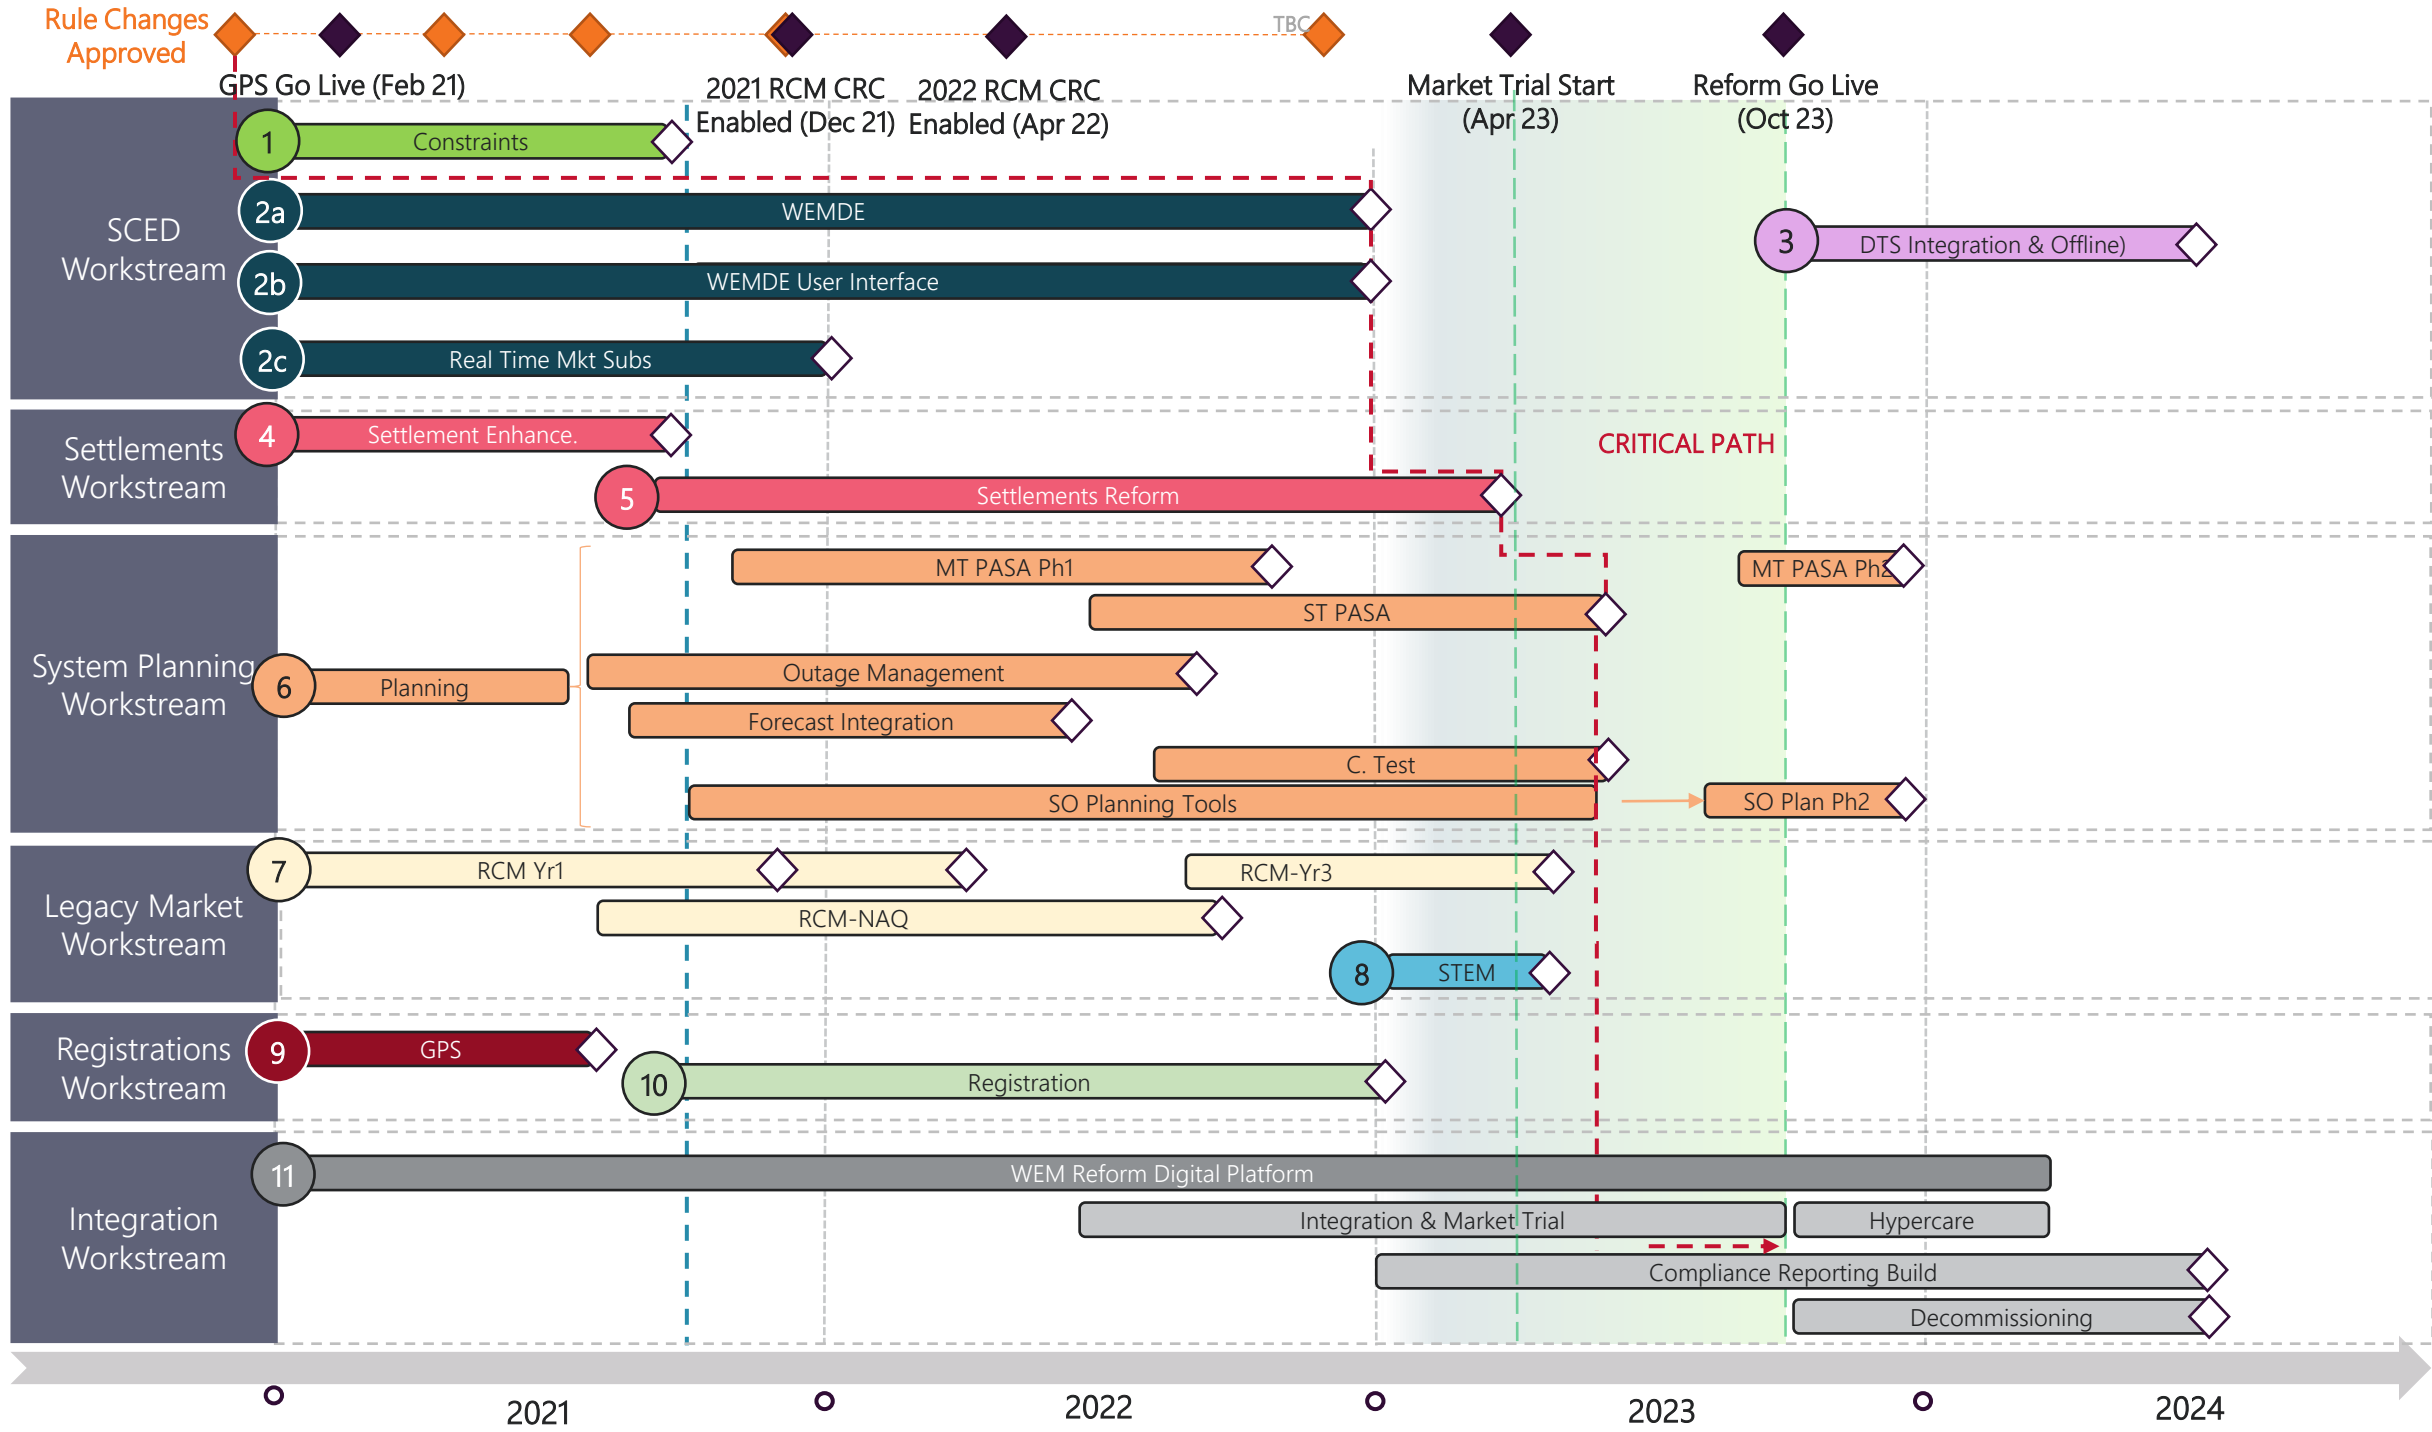 Rule Changes
Approved
TBC
GPS Go Live (Feb 21)
2021 RCM CRC
Enabled (Dec 21)
2022 RCM CRC
Enabled (Apr 22)
Market Trial Start
(Apr 23)
Reform Go Live
(Oct 23)
SCED
Workstream
1
Constraints
2a
WEMDE
3
DTS Integration & Offline)
2b
WEMDE User Interface
2c
Real Time Mkt Subs
Settlements
Workstream
4
Settlement Enhance.
CRITICAL PATH
5
Settlements Reform
System Planning
Workstream
MT PASA Ph1
MT PASA Ph2
ST PASA
6
Planning
Outage Management
Forecast Integration
C. Test
SO Planning Tools
SO Plan Ph2
Legacy Market
Workstream
7
RCM Yr1
RCM-Yr3
RCM-NAQ
8
STEM
Registrations
Workstream
9
GPS
10
Registration
Integration
Workstream
11
WEM Reform Digital Platform
Integration & Market Trial
Hypercare
Compliance Reporting Build
Decommissioning
2021
2022
2023
2024